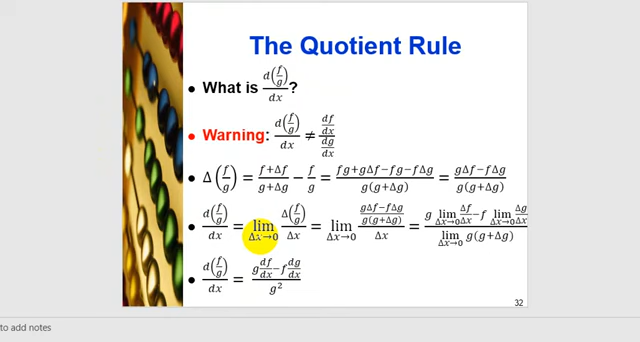 The Quotient Rule
• What is d(f/g)/dx?
• Warning: d(f/g)/dx ≠ (df/dx)/(dg/dx)
• Δ(f/g) = (f+Δf)/(g+Δg) − f/g = (fg+gΔf−fg−fΔg)/(g(g+Δg)) = (gΔf−fΔg)/(g(g+Δg))
• d(f/g)/dx = lim Δx→0 Δ(f/g)/Δx = lim Δx→0 ((gΔf−fΔg)/(g(g+Δg)))/Δx = (g lim Δx→0 Δf/Δx − f lim Δx→0 Δg/Δx)/(lim Δx→0 g(g+Δg))
• d(f/g)/dx = (g df/dx − f dg/dx)/g²
32
to add notes